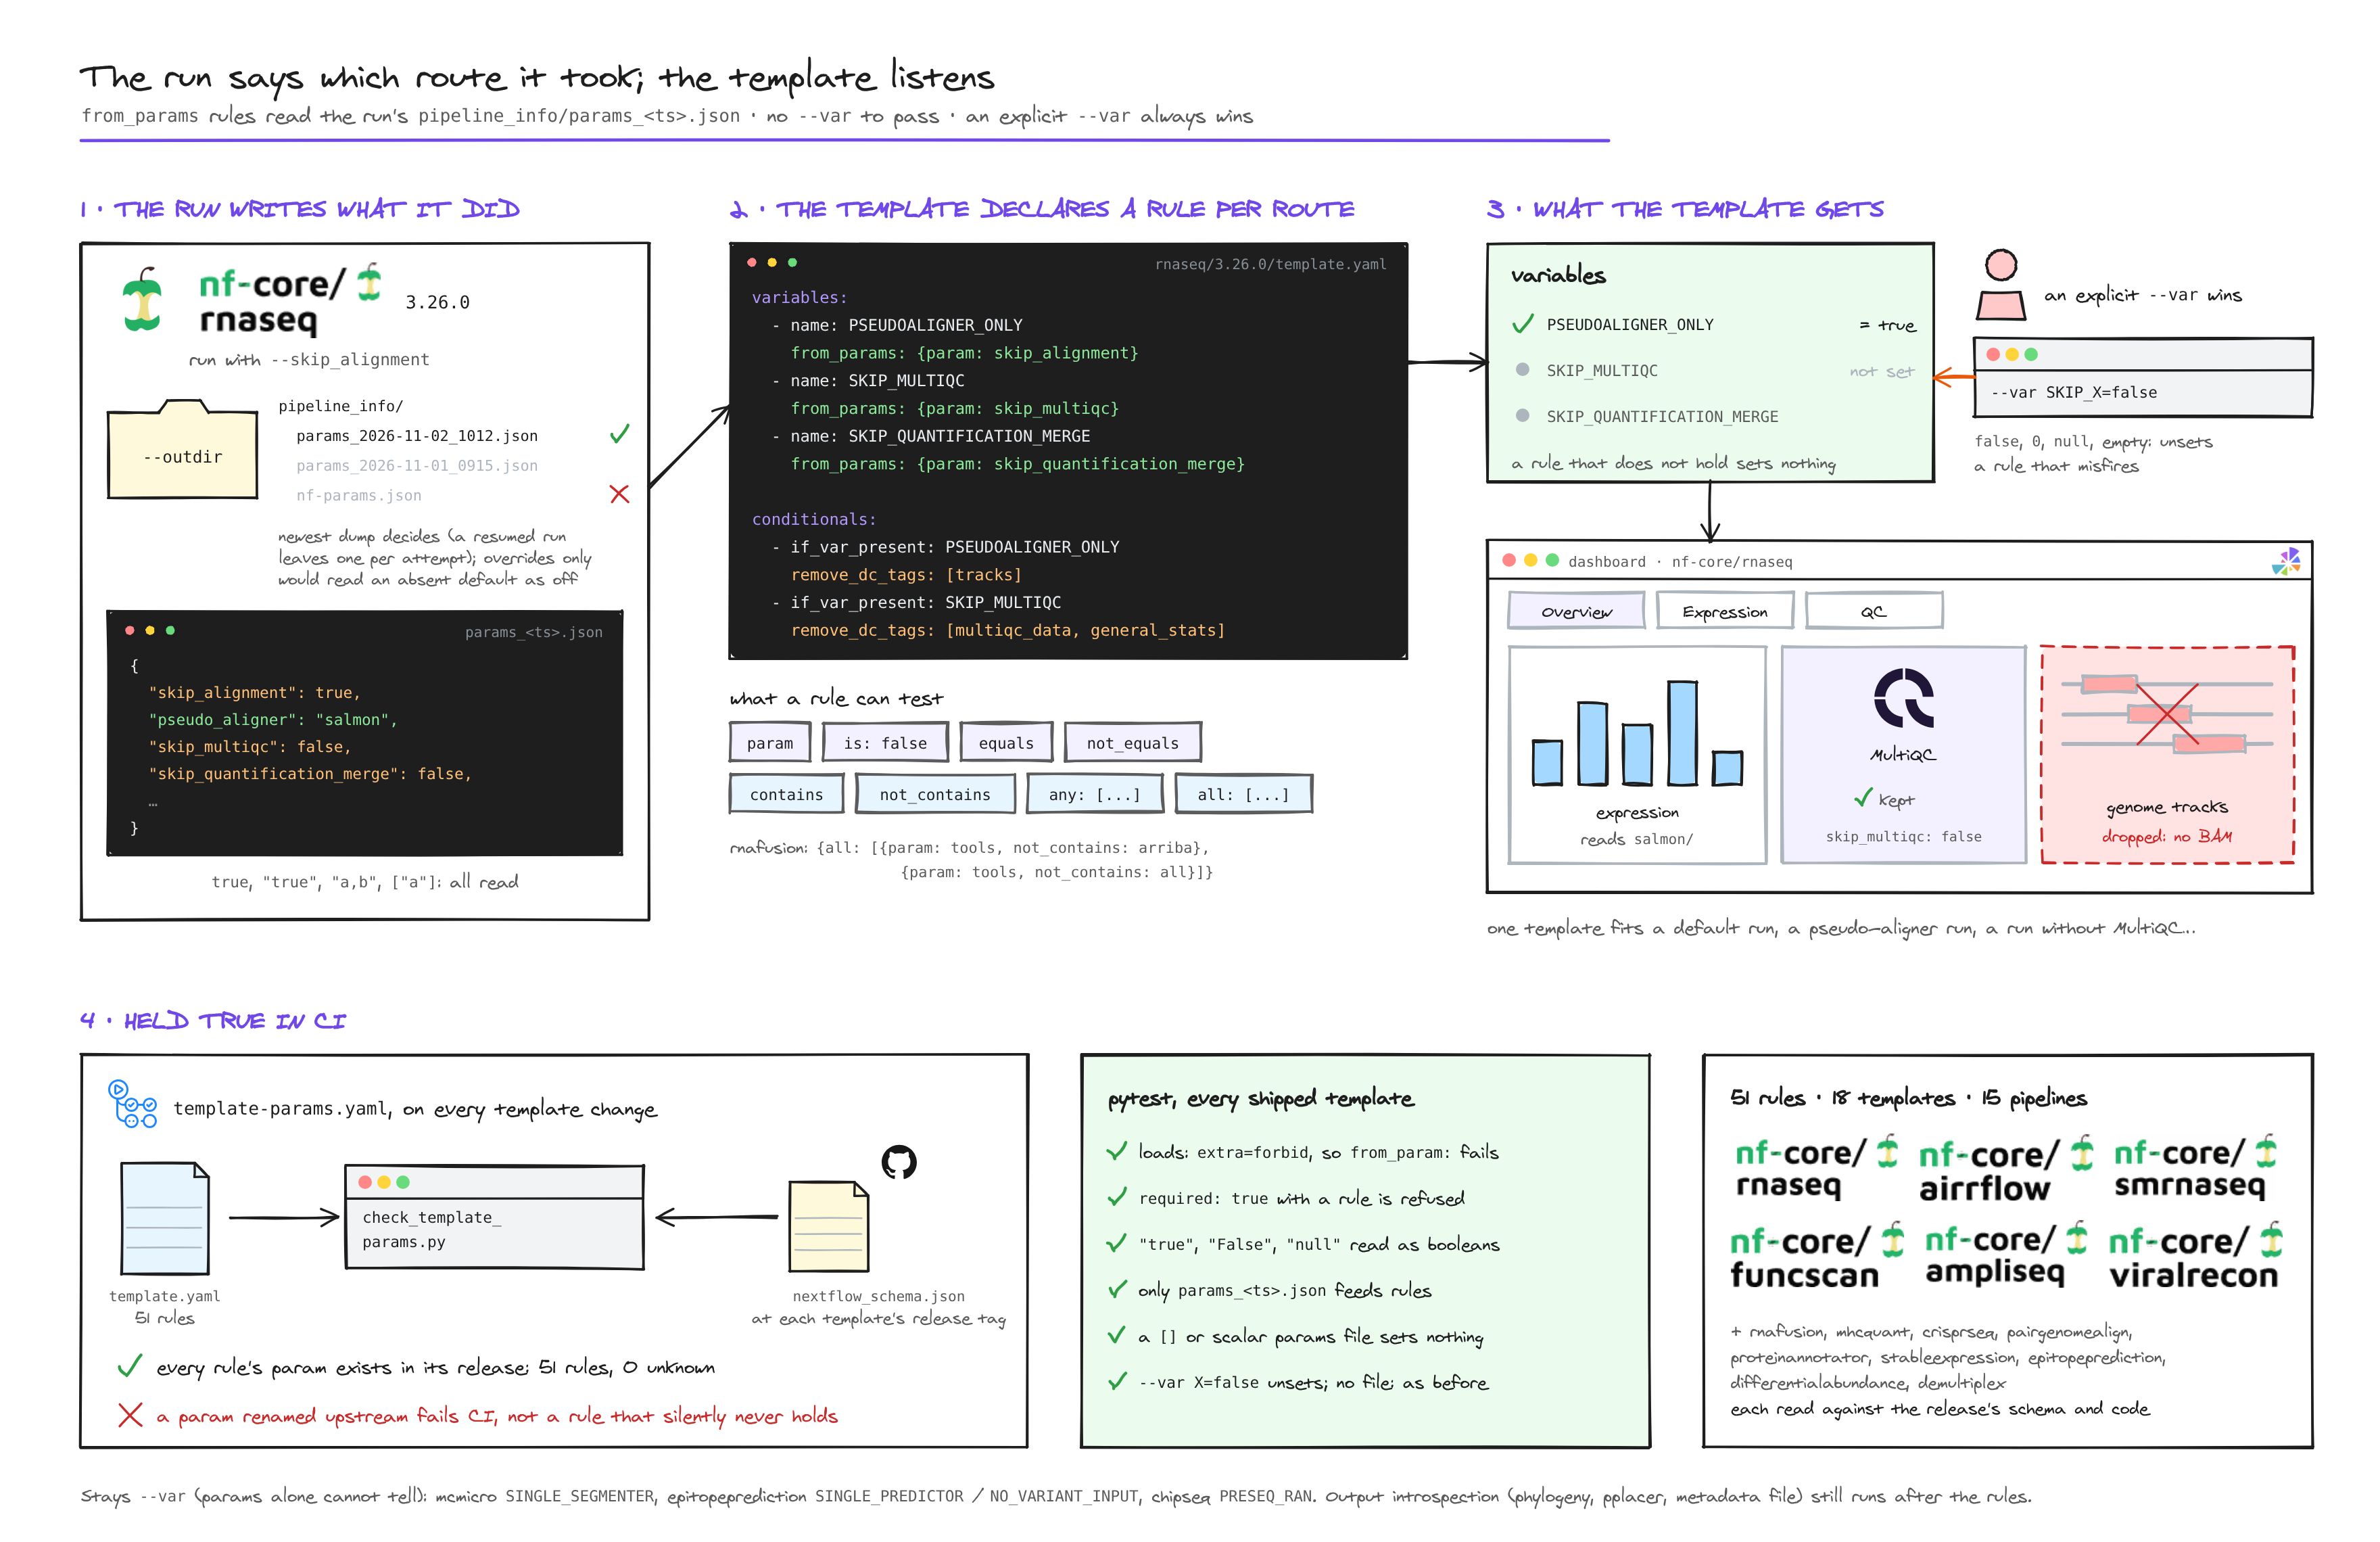 The run says which route it took; the template listens
from_params rules read the run's pipeline_info/params_<ts>.json · no --var to pass · an explicit --var always wins
1 · THE RUN WRITES WHAT IT DID
nf-core/
rnaseq
3.26.0
run with --skip_alignment
--outdir
pipeline_info/
params_2026-11-02_1012.json
params_2026-11-01_0915.json
nf-params.json
newest dump decides (a resumed run
leaves one per attempt); overrides only
would read an absent default as off
params_<ts>.json
{
"skip_alignment": true,
"pseudo_aligner": "salmon",
"skip_multiqc": false,
"skip_quantification_merge": false,
…
}
true, "true", "a,b", ["a"]: all read
2 · THE TEMPLATE DECLARES A RULE PER ROUTE
rnaseq/3.26.0/template.yaml
variables:
- name: PSEUDOALIGNER_ONLY
from_params: {param: skip_alignment}
- name: SKIP_MULTIQC
from_params: {param: skip_multiqc}
- name: SKIP_QUANTIFICATION_MERGE
from_params: {param: skip_quantification_merge}
conditionals:
- if_var_present: PSEUDOALIGNER_ONLY
remove_dc_tags: [tracks]
- if_var_present: SKIP_MULTIQC
remove_dc_tags: [multiqc_data, general_stats]
what a rule can test
param
is: false
equals
not_equals
contains
not_contains
any: [...]
all: [...]
rnafusion: {all: [{param: tools, not_contains: arriba},
{param: tools, not_contains: all}]}
3 · WHAT THE TEMPLATE GETS
variables
PSEUDOALIGNER_ONLY = true
SKIP_MULTIQC not set
SKIP_QUANTIFICATION_MERGE
a rule that does not hold sets nothing
an explicit --var wins
--var SKIP_X=false
false, 0, null, empty: unsets
a rule that misfires
dashboard · nf-core/rnaseq
Overview
Expression
QC
expression
reads salmon/
MultiQC
kept
skip_multiqc: false
genome tracks
dropped: no BAM
one template fits a default run, a pseudo-aligner run, a run without MultiQC...
4 · HELD TRUE IN CI
template-params.yaml, on every template change
template.yaml
51 rules
check_template_
params.py
nextflow_schema.json
at each template's release tag
every rule's param exists in its release; 51 rules, 0 unknown
a param renamed upstream fails CI, not a rule that silently never holds
pytest, every shipped template
loads: extra=forbid, so from_param: fails
required: true with a rule is refused
"true", "False", "null" read as booleans
only params_<ts>.json feeds rules
a [] or scalar params file sets nothing
--var X=false unsets; no file: as before
51 rules · 18 templates · 15 pipelines
nf-core/
rnaseq
nf-core/
airrflow
nf-core/
smrnaseq
nf-core/
funcscan
nf-core/
ampliseq
nf-core/
viralrecon
+ rnafusion, mhcquant, crisprseq, pairgenomealign,
proteinannotator, stableexpression, epitopeprediction,
differentialabundance, demultiplex
each read against the release's schema and code
Stays --var (params alone cannot tell): mcmicro SINGLE_SEGMENTER, epitopeprediction SINGLE_PREDICTOR / NO_VARIANT_INPUT, chipseq PRESEQ_RAN. Output introspection (phylogeny, pplacer, metadata file) still runs after the rules.